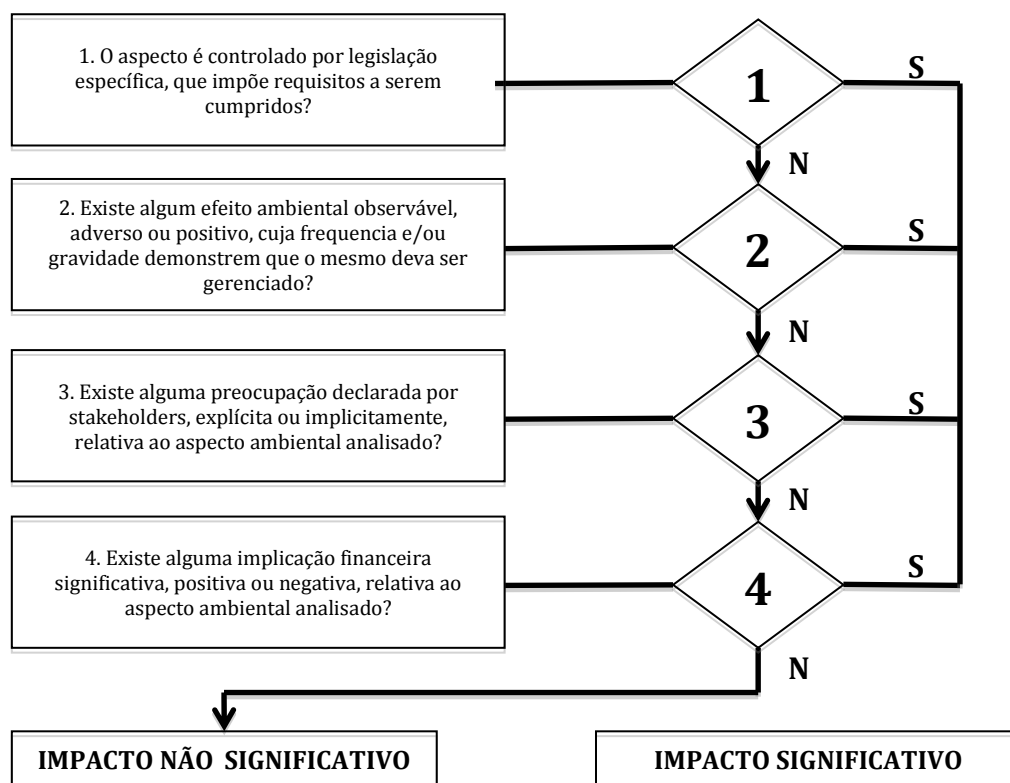 1. O aspecto é controlado por legislação
específica, que impõe requisitos a serem
cumpridos?
1
S
N
2. Existe algum efeito ambiental observável,
adverso ou positivo, cuja frequencia e/ou
gravidade demonstrem que o mesmo deva ser
gerenciado?
2
S
N
3. Existe alguma preocupação declarada por
stakeholders, explícita ou implicitamente,
relativa ao aspecto ambiental analisado?
3
S
N
4. Existe alguma implicação financeira
significativa, positiva ou negativa, relativa ao
aspecto ambiental analisado?
4
S
N
IMPACTO NÃO SIGNIFICATIVO
IMPACTO SIGNIFICATIVO